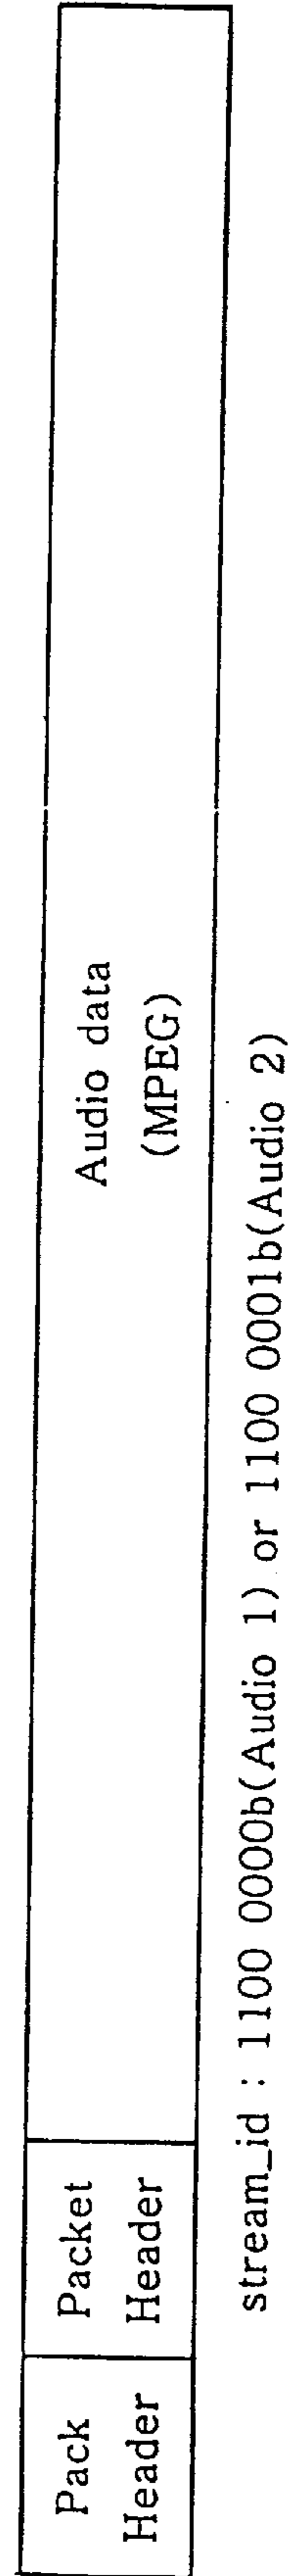 Pack
Header
Packet
Header
Audio data
(MPEG)
stream_id : 1100 0000b(Audio 1) or 1100 0001b(Audio 2)